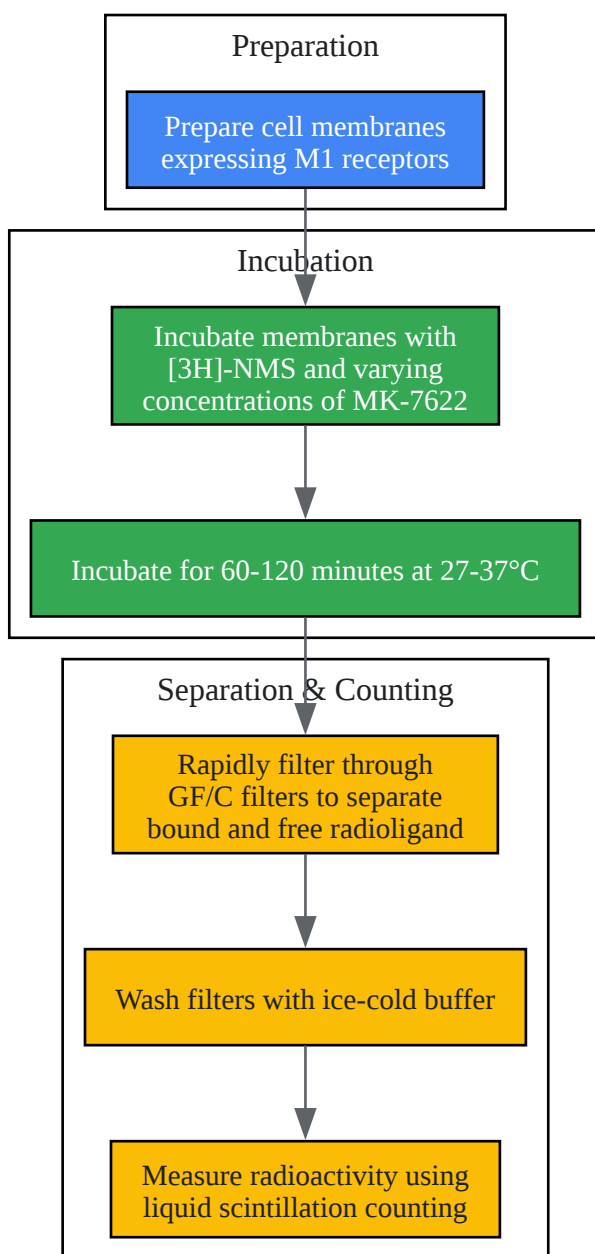 Preparation
Prepare cell membranes
expressing M1 receptors
Incubation
Incubate membranes with
[3H]-NMS and varying
concentrations of MK-7622
Incubate for 60-120 minutes at 27-37°C
Separation & Counting
Rapidly filter through
GF/C filters to separate
bound and free radioligand
Wash filters with ice-cold buffer
Measure radioactivity using
liquid scintillation counting